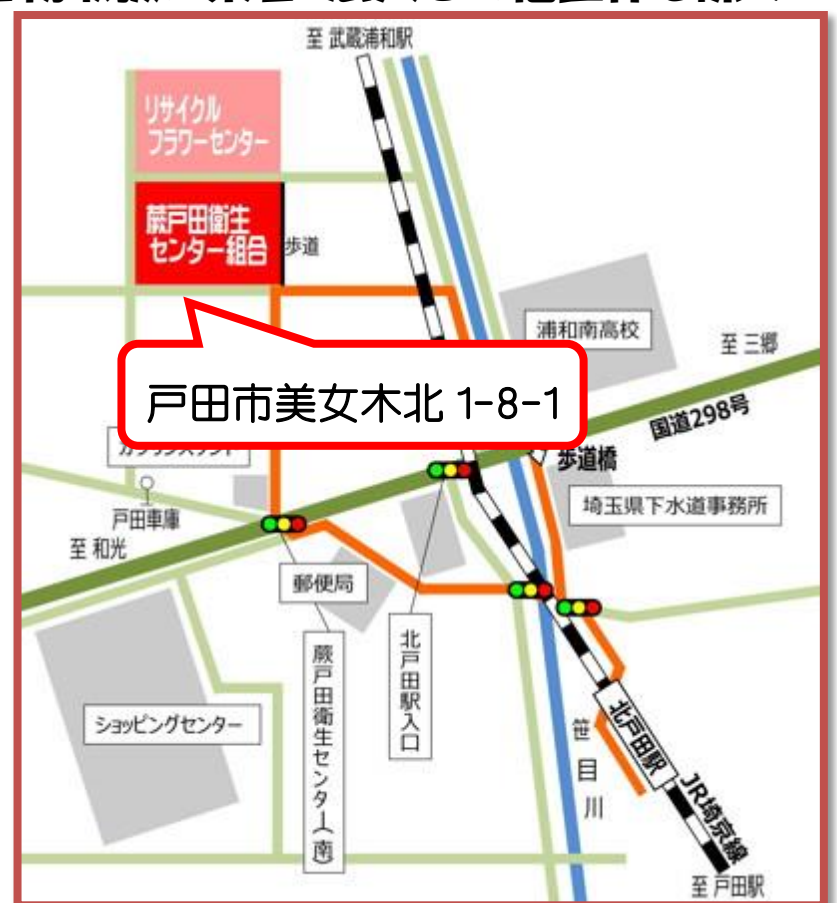 至 武蔵浦和駅
リサイクル
フラワーセンター
蕨戸田衛生
センター組合
歩道
浦和南高校
至 三郷
戸田市美女木北 1-8-1
国道298号
歩道橋
戸田車庫
埼玉県下水道事務所
至 和光
郵便局
蕨戸田衛生センター(南)
北戸田駅入口
ショッピングセンター
笹目川
北戸田駅
JR埼京線
至 戸田駅